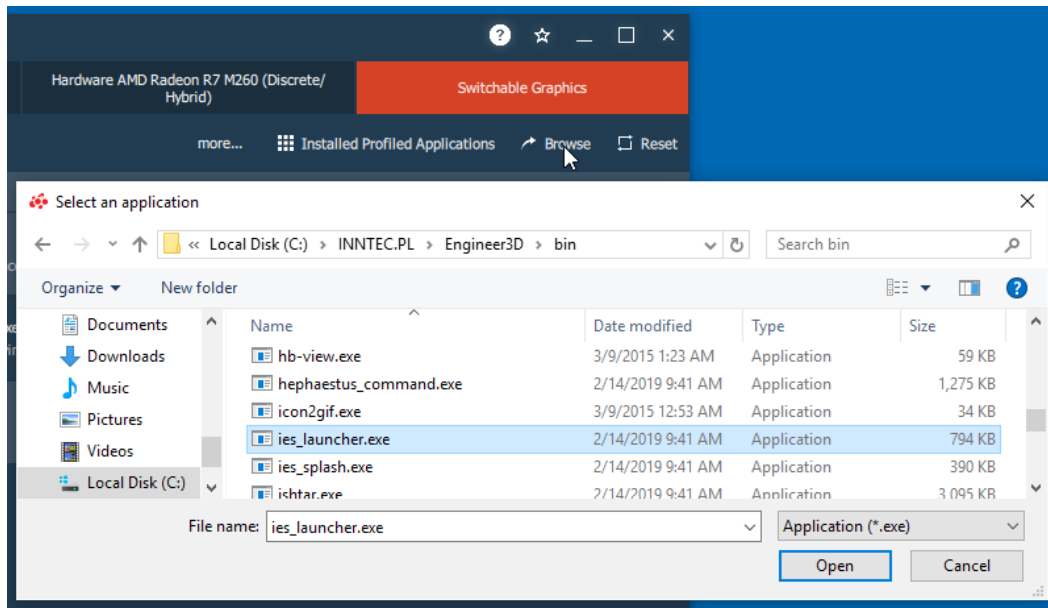 ?
Hardware AMD Radeon R7 M260 (Discrete/
Hybrid)
Switchable Graphics
more...
Installed Profiled Applications
Browse
Reset
Select an application
« Local Disk (C:) › INNTEC.PL › Engineer3D › bin
Search bin
Organize
New folder
?
Documents
Downloads
Music
Pictures
Videos
Local Disk (C:)
Name Date modified Type Size
hb-view.exe 3/9/2015 1:23 AM Application 59 KB
hephaestus_command.exe 2/14/2019 9:41 AM Application 1,275 KB
icon2gif.exe 3/9/2015 12:53 AM Application 34 KB
ies_launcher.exe 2/14/2019 9:41 AM Application 794 KB
ies_splash.exe 2/14/2019 9:41 AM Application 390 KB
ishtar.exe 2/14/2019 9:41 AM Application 3,095 KB
File name: ies_launcher.exe
Application (*.exe)
Open
Cancel